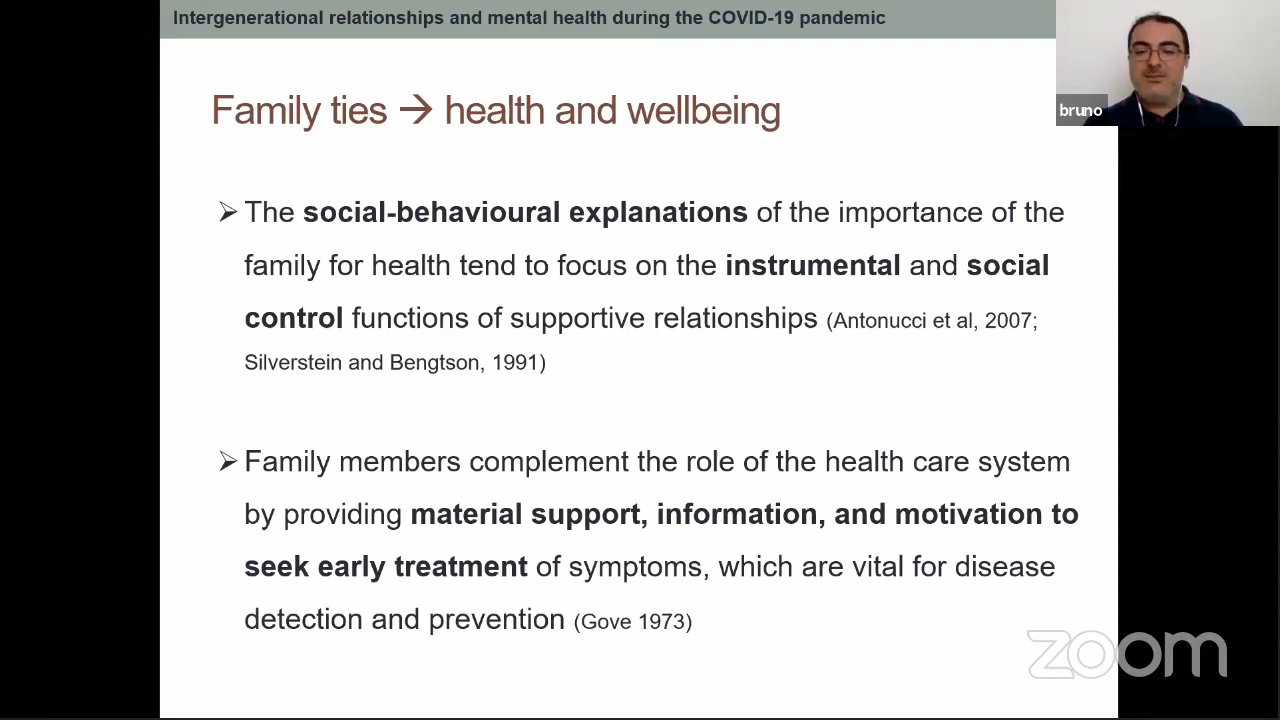 Intergenerational relationships and mental health during the COVID-19 pandemic
bruno
Family ties → health and wellbeing
➢ The social-behavioural explanations of the importance of the
family for health tend to focus on the instrumental and social
control functions of supportive relationships (Antonucci et al, 2007;
Silverstein and Bengtson, 1991)
➢ Family members complement the role of the health care system
by providing material support, information, and motivation to
seek early treatment of symptoms, which are vital for disease
detection and prevention (Gove 1973)
zoom